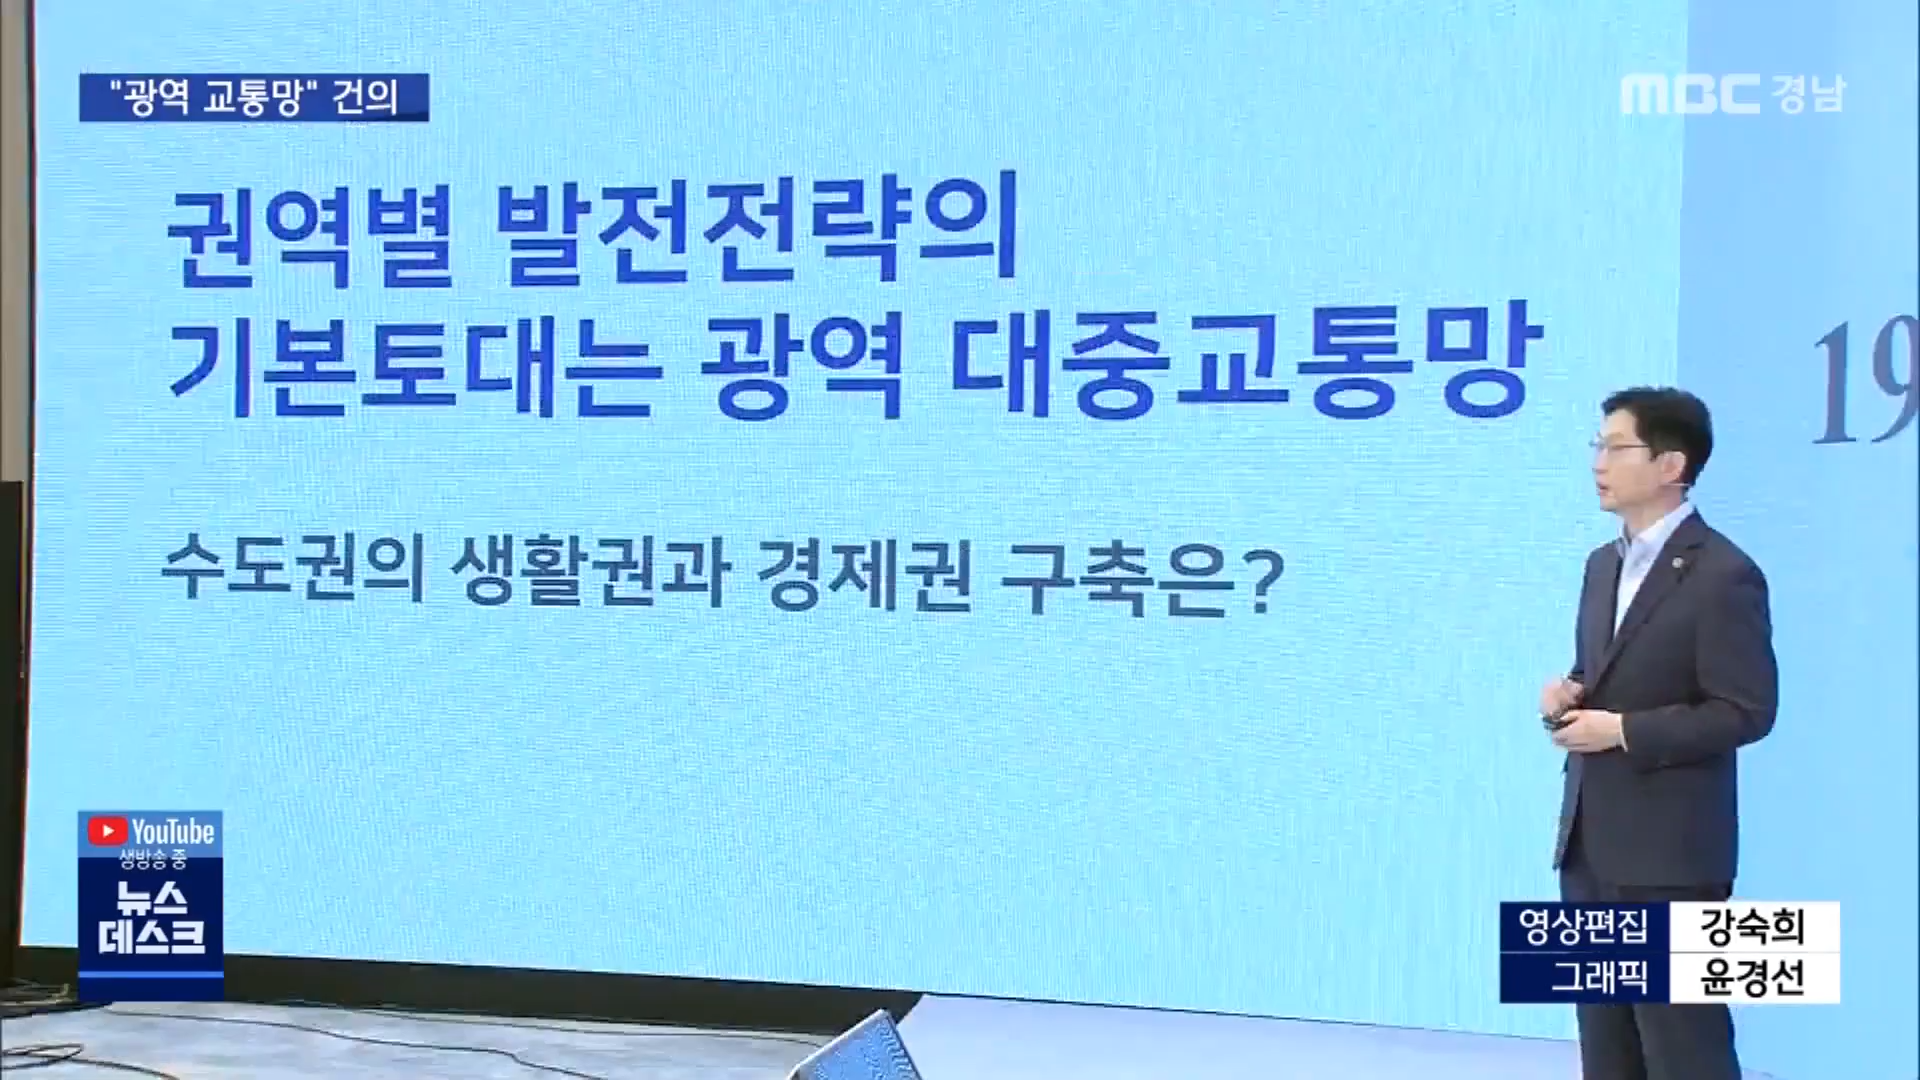 "광역 교통망" 건의
MBC 경남
권역별 발전전략의
기본토대는 광역 대중교통망
19
수도권의 생활권과 경제권 구축은?
YouTube
생방송 중
뉴스
데스크
영상편집 강숙희
그래픽 윤경선